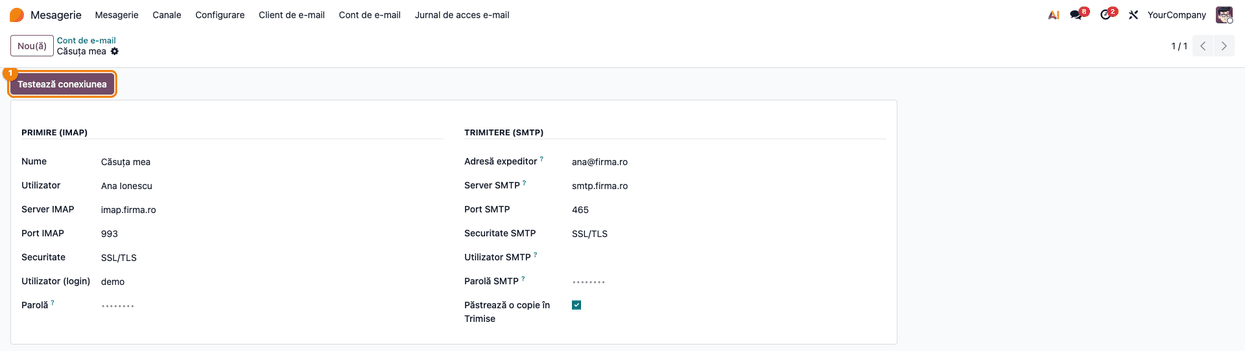 Mesagerie Mesagerie Canale Configurare Client de e-mail Cont de e-mail Jurnal de acces e-mail AI 6 2 YourCompany
Nou(ă) Cont de e-mail
Căsuța mea 1 / 1
1
Testează conexiunea
PRIMIRE (IMAP) TRIMITERE (SMTP)
Nume Căsuța mea Adresă expeditor ? ana@firma.ro
Utilizator Ana Ionescu Server SMTP ? smtp.firma.ro
Server IMAP imap.firma.ro Port SMTP 465
Port IMAP 993 Securitate SMTP SSL/TLS
Securitate SSL/TLS Utilizator SMTP ?
Utilizator (login) demo Parolă SMTP ? ••••••••
Parolă ? •••••••• Păstrează o copie în
Trimise